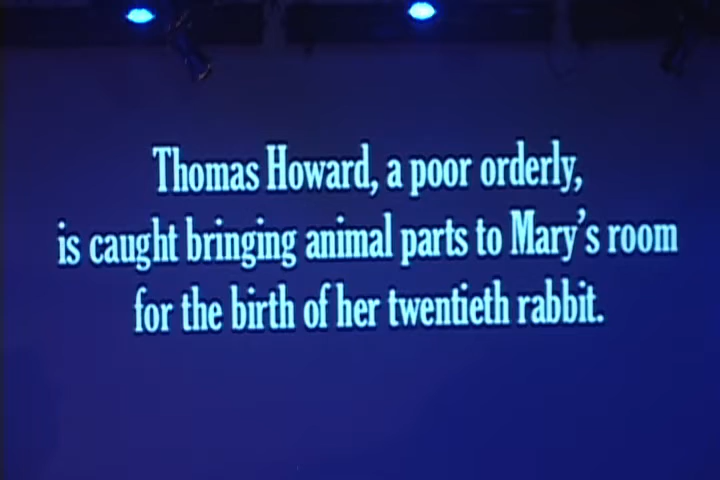 Thomas Howard, a poor orderly,
is caught bringing animal parts to Mary's room
for the birth of her twentieth rabbit.